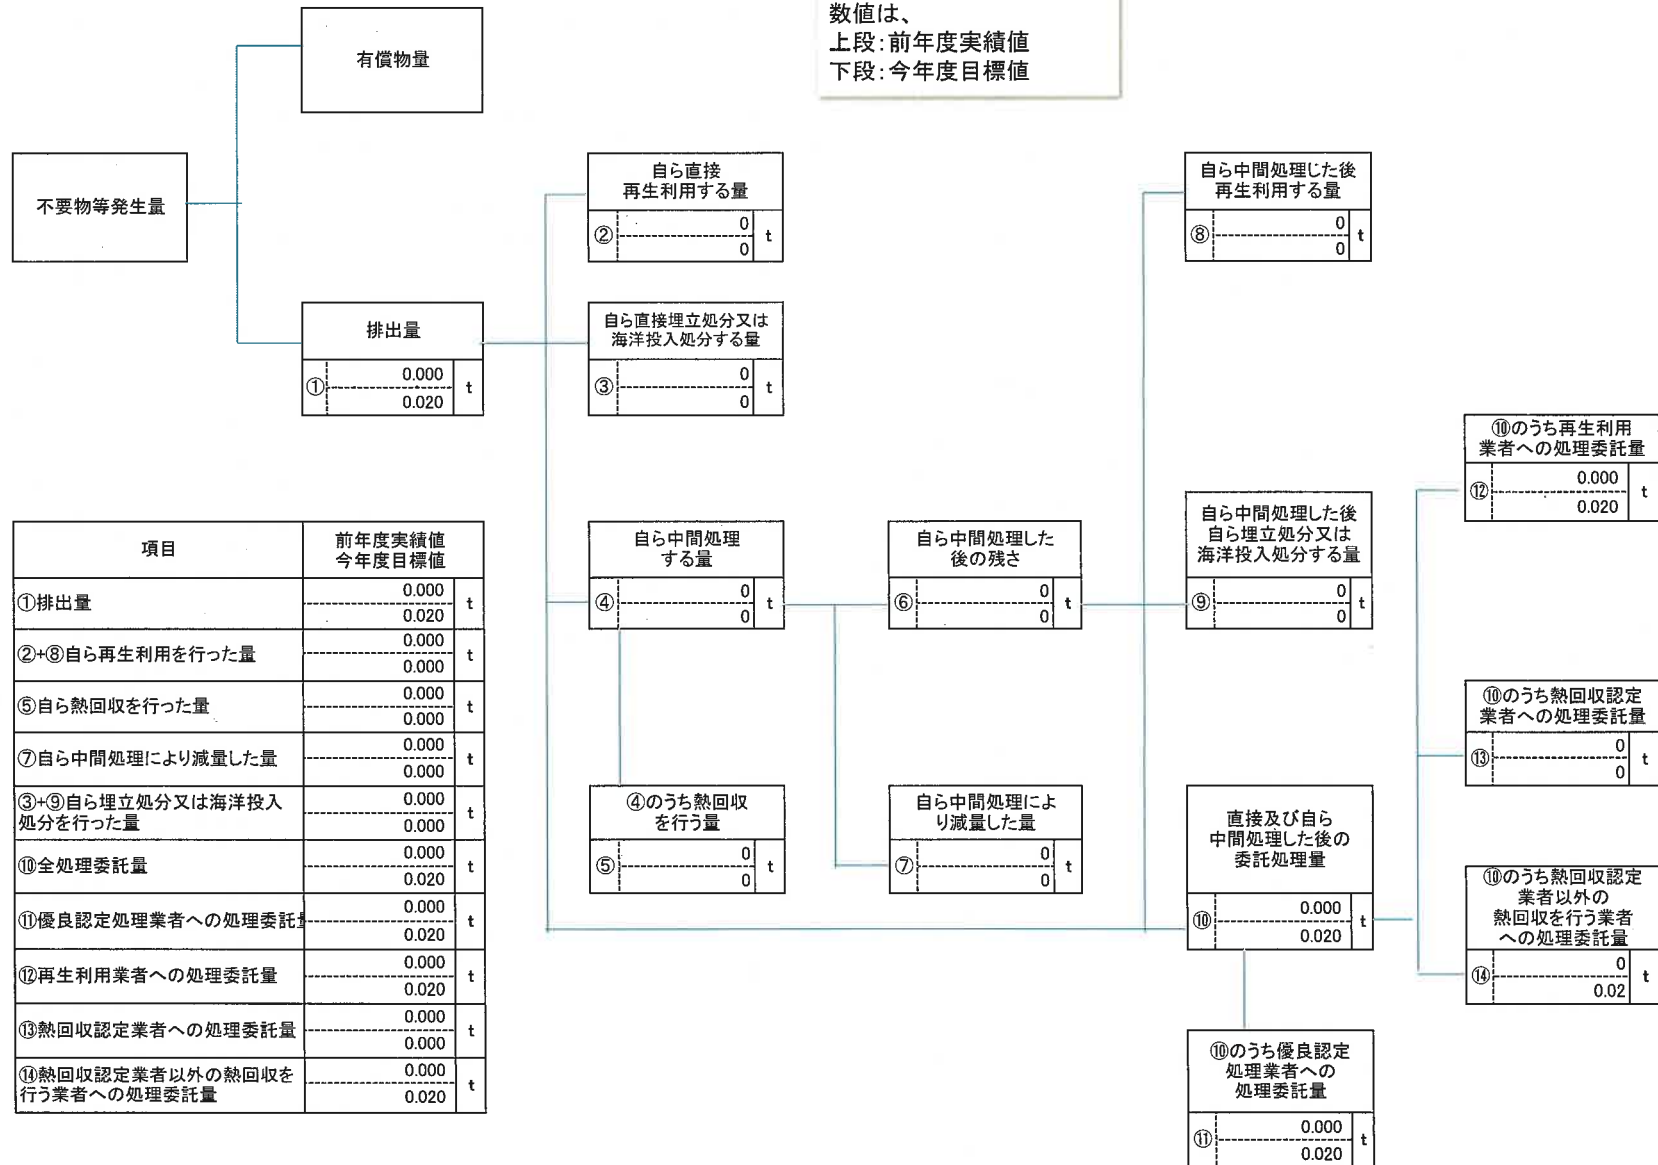 数値は、
上段:前年度実績値
下段:今年度目標値
有償物量
不要物等発生量
排出量
①
0.000
0.020
t
自ら直接
再生利用する量
②
0
0
t
自ら直接埋立処分又は
海洋投入処分する量
③
0
0
t
自ら中間処理
する量
④
0
0
t
④のうち熱回収
を行う量
⑤
0
0
t
自ら中間処理した
後の残さ
⑥
0
0
t
自ら中間処理によ
り減量した量
⑦
0
0
t
自ら中間処理した後
再生利用する量
⑧
0
0
t
自ら中間処理した後
自ら埋立処分又は
海洋投入処分する量
⑨
0
0
t
直接及び自ら
中間処理した後の
委託処理量
⑩
0.000
0.020
t
⑩のうち優良認定
処理業者への
処理委託量
⑪
0.000
0.020
t
⑩のうち再生利用
業者への処理委託量
⑫
0.000
0.020
t
⑩のうち熱回収認定
業者への処理委託量
⑬
0
0
t
⑩のうち熱回収認定
業者以外の
熱回収を行う業者
への処理委託量
⑭
0
0.02
t
項目
前年度実績値
今年度目標値
①排出量
0.000
0.020
t
②+⑧自ら再生利用を行った量
0.000
0.000
t
⑤自ら熱回収を行った量
0.000
0.000
t
⑦自ら中間処理により減量した量
0.000
0.000
t
③+⑨自ら埋立処分又は海洋投入
処分を行った量
0.000
0.000
t
⑩全処理委託量
0.000
0.020
t
⑪優良認定処理業者への処理委託
0.000
0.020
t
⑫再生利用業者への処理委託量
0.000
0.020
t
⑬熱回収認定業者への処理委託量
0.000
0.000
t
⑭熱回収認定業者以外の熱回収を
行う業者への処理委託量
0.000
0.020
t